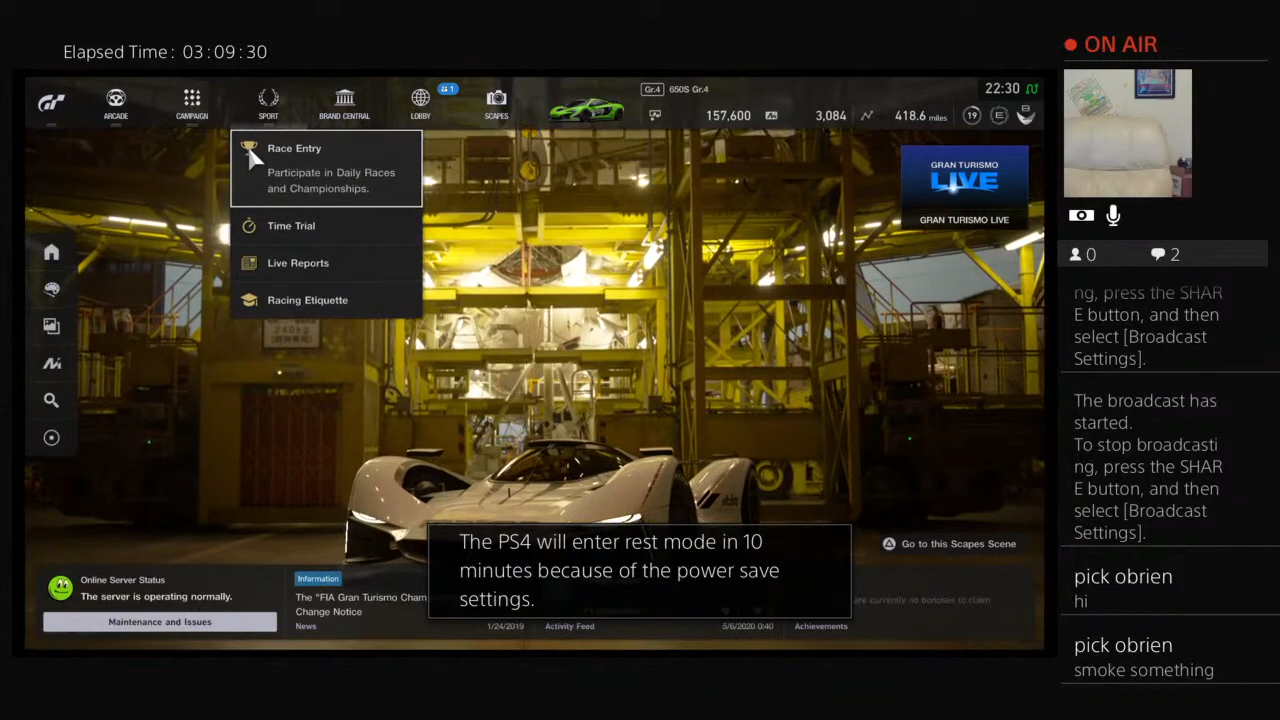 Elapsed Time: 03:09:30
ON AIR
ARCADE
CAMPAIGN
SPORT
BRAND CENTRAL
1
LOBBY
SCAPES
Gr.4 650S Gr.4
22:30
157,600
3,084
418.6 miles
19
E
Race Entry
Participate in Daily Races
and Championships.
Time Trial
Live Reports
Racing Etiquette
GRAN TURISMO
LIVE
GRAN TURISMO LIVE
0
2
ng, press the SHAR
E button, and then
select [Broadcast
Settings].
The broadcast has
started.
To stop broadcasti
ng, press the SHAR
E button, and then
select [Broadcast
Settings].
pick obrien
hi
pick obrien
smoke something
Go to this Scapes Scene
The PS4 will enter rest mode in 10
minutes because of the power save
settings.
Online Server Status
The server is operating normally.
Maintenance and Issues
Information
The "FIA Gran Turismo Cham
Change Notice
News
1/24/2019
Activity Feed
5/6/2020 0:40
are currently no bonuses to claim
Achievements